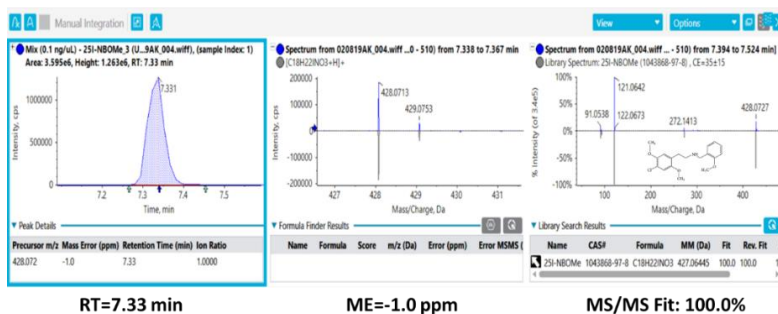 Manual Integration
View
Options
Mix (0.1 ng/uL) - 25I-NBOMe_3 (U...9AK_004.wiff), (sample Index: 1)
Area: 3.595e6, Height: 1.263e6, RT: 7.33 min
Intensity, cps
1000000
500000
0
7.331
7.2 7.3 7.4 7.5
Time, min
Peak Details
Precursor m/z Mass Error (ppm) Retention Time (min) Ion Ratio
428.072 -1.0 7.33 1.0000
Spectrum from 020819AK_004.wiff ...0 - 510) from 7.338 to 7.367 min
[C18H22INO3+H]+
Intensity, cps
200000
100000
0
-100000
-200000
428.0713
429.0753
427 428 429 430 431
Mass/Charge, Da
Formula Finder Results
Name Formula Score m/z (Da) Error (ppm) Error MSMS (
Spectrum from 020819AK_004.wiff ... - 510) from 7.394 to 7.524 min]
Library Spectrum: 25I-NBOMe (1043868-97-8) , CE=35±15
% Intensity (of 3.4e5)
100%
50%
0%
-50%
-100%
91.0538
121.0642
122.0673
272.1413
428.0727
100 200 300 400
Mass/Charge, Da
Library Search Results
Name CAS# Formula MM (Da) Fit Rev. Fit
25I-NBOMe 1043868-97-8 C18H22INO3 427.06445 100.0 100.0
RT=7.33 min
ME=-1.0 ppm
MS/MS Fit: 100.0%